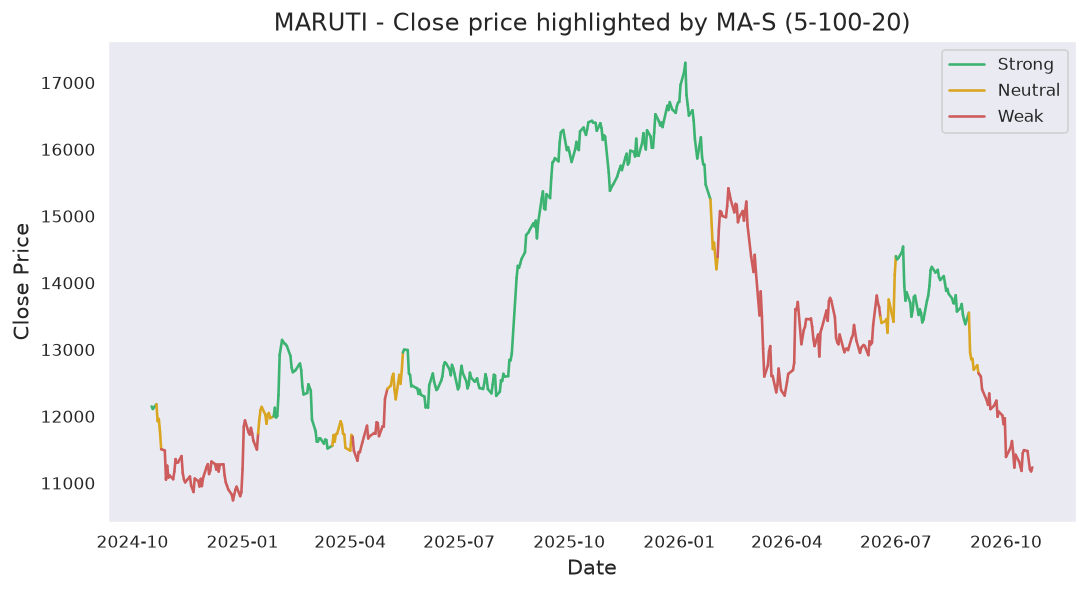 MARUTI - Close price highlighted by MA-S (5-100-20)
Strong
Neutral
Weak
17000
16000
15000
14000
13000
12000
11000
Close Price
2024-10
2025-01
2025-04
2025-07
2025-10
2026-01
2026-04
2026-07
2026-10
Date